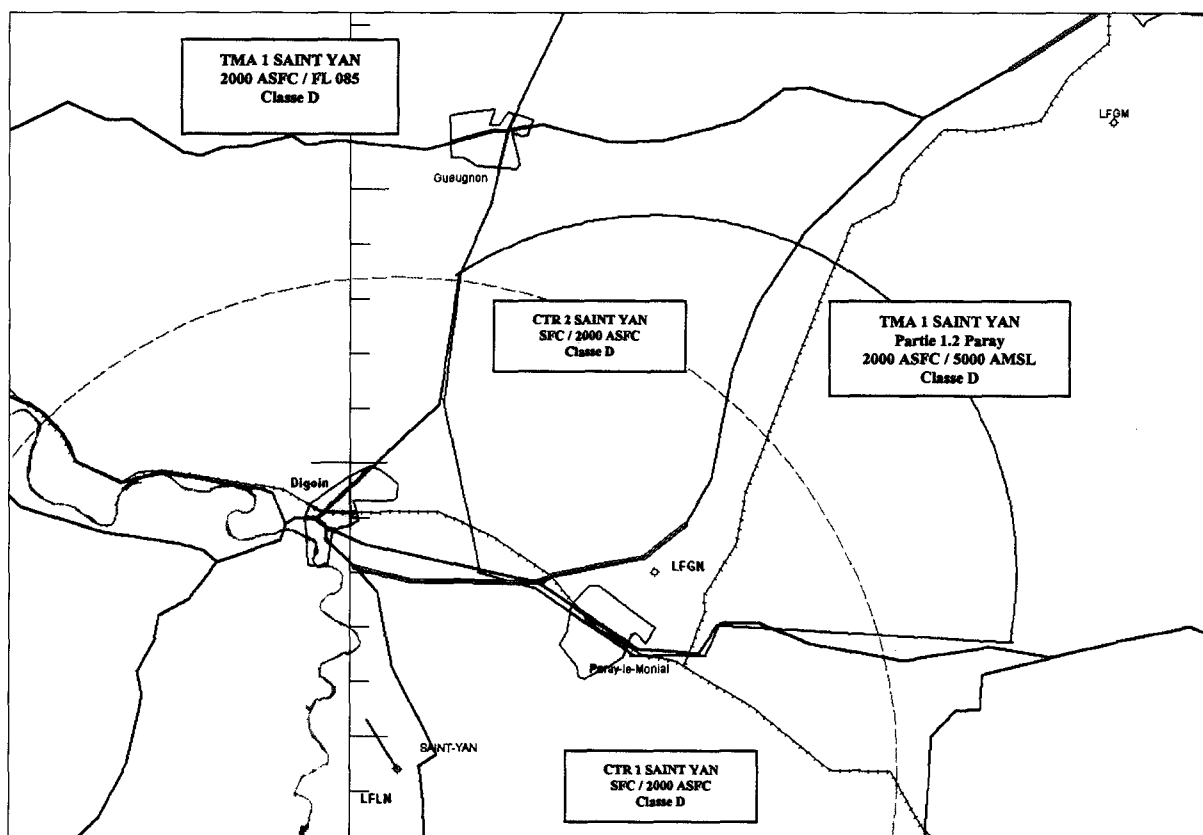 TMA 1 SAINT YAN
2000 ASFC / FL 085
Classe D
LFGM
Gueugnon
CTR 2 SAINT YAN
SFC / 2000 ASFC
Classe D
TMA 1 SAINT YAN
Partie 1.2 Paray
2000 ASFC / 5000 AMSL
Classe D
Digoin
LFGN
Paray-le-Monial
SAINT-YAN
LFLN
CTR 1 SAINT YAN
SFC / 2000 ASFC
Classe D